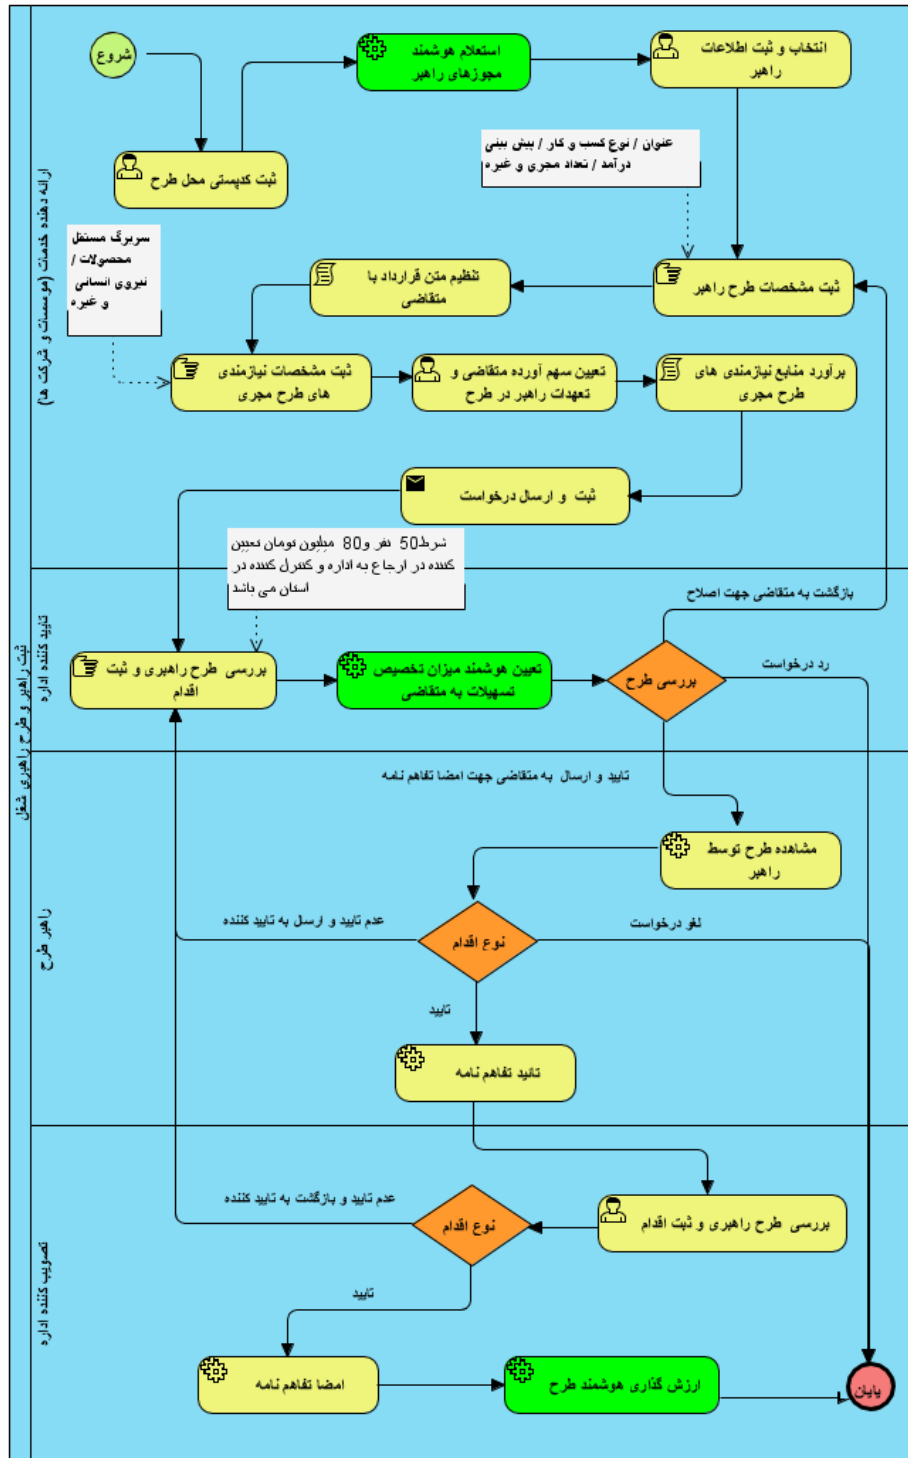 ثبت راهبر و طرح راهبری شغل
ارائه دهنده خدمات (موسسات و شرکت ها)
شروع
استعلام هوشمند
مجوزهای راهبر
انتخاب و ثبت اطلاعات
راهبر
ثبت کدپستی محل طرح
عنوان / نوع کسب و کار / پیش بینی
درآمد / تعداد مجری و غیره
سربرگ مستقل
محصولات /
نیروی انسانی
و غیره
ثبت مشخصات طرح راهبر
تنظیم متن قرارداد با
متقاضی
ثبت مشخصات نیازمندی
های طرح مجری
تعیین سهم آورده متقاضی و
تعهدات راهبر در طرح
برآورد منابع نیازمندی های
طرح مجری
ثبت و ارسال درخواست
شرط50 نفر و80 میلیون تومان تعیین
کننده در ارجاع به اداره و کنترل کننده در
استان می باشد
تایید کننده اداره
بازگشت به متقاضی جهت اصلاح
بررسی طرح راهبری و ثبت
اقدام
تعیین هوشمند میزان تخصیص
تسهیلات به متقاضی
بررسی طرح
رد درخواست
راهبر طرح
تایید و ارسال به متقاضی جهت امضا تفاهم نامه
مشاهده طرح توسط
راهبر
عدم تایید و ارسال به تایید کننده
نوع اقدام
لغو درخواست
تایید
تائید تفاهم نامه
تصویب کننده اداره
عدم تایید و بازگشت به تایید کننده
نوع اقدام
بررسی طرح راهبری و ثبت اقدام
تایید
امضا تفاهم نامه
ارزش گذاری هوشمند طرح
پایان